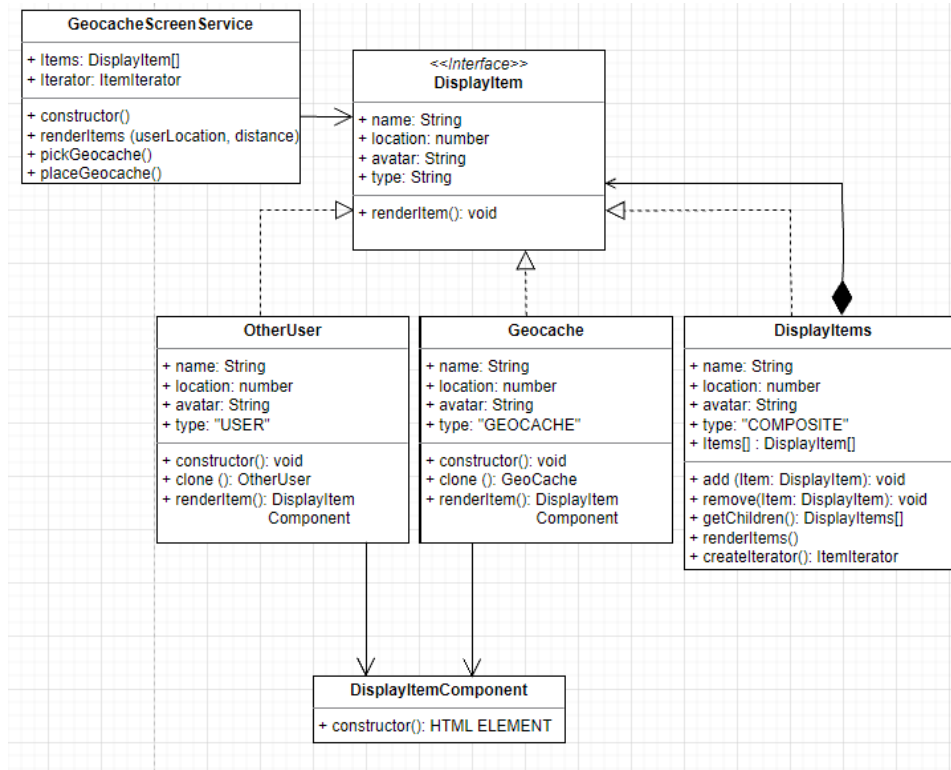 GeocacheScreenService
+ Items: DisplayItem[]
+ Iterator: ItemIterator
+ constructor()
+ renderItems (userLocation, distance)
+ pickGeocache()
+ placeGeocache()
<<Interface>>
DisplayItem
+ name: String
+ location: number
+ avatar: String
+ type: String
+ renderItem(): void
OtherUser
+ name: String
+ location: number
+ avatar: String
+ type: "USER"
+ constructor(): void
+ clone (): OtherUser
+ renderItem(): DisplayItem
Component
Geocache
+ name: String
+ location: number
+ avatar: String
+ type: "GEOCACHE"
+ constructor(): void
+ clone (): GeoCache
+ renderItem(): DisplayItem
Component
DisplayItems
+ name: String
+ location: number
+ avatar: String
+ type: "COMPOSITE"
+ Items[] : DisplayItem[]
+ add (Item: DisplayItem): void
+ remove(Item: DisplayItem): void
+ getChildren(): DisplayItems[]
+ renderItems()
+ createIterator(): ItemIterator
DisplayItemComponent
+ constructor(): HTML ELEMENT